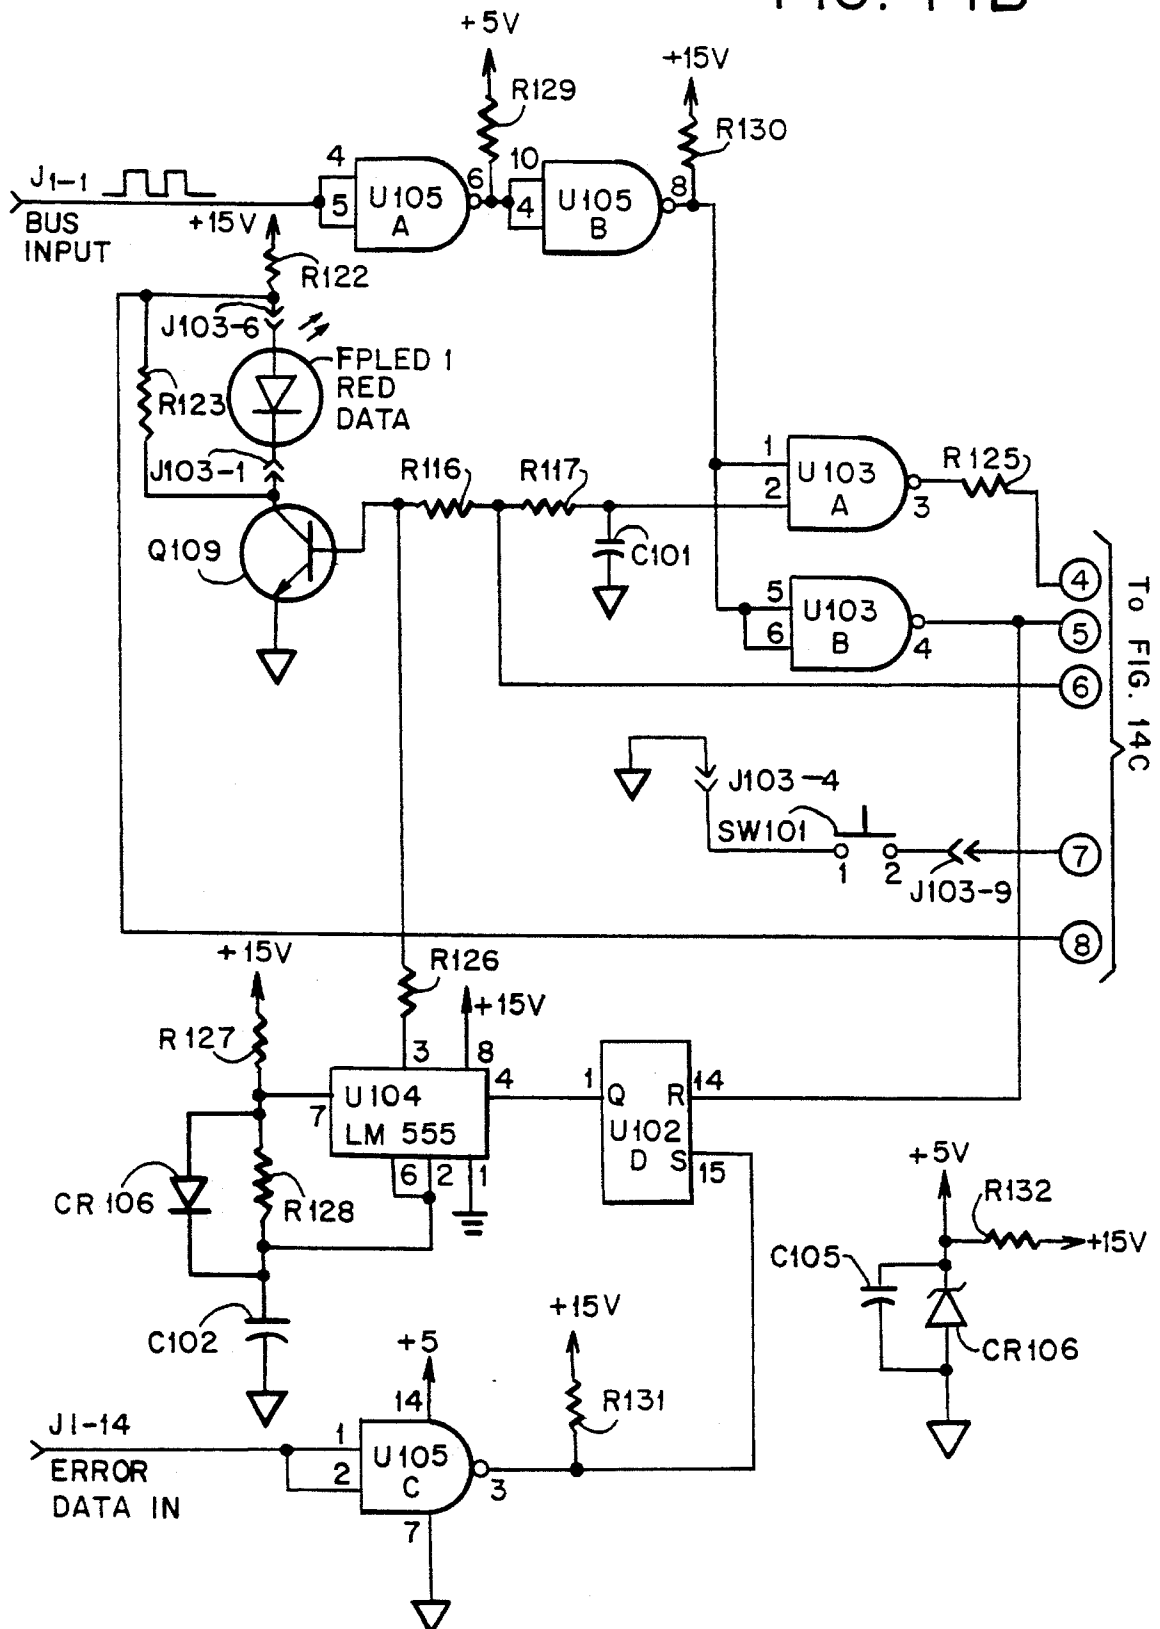 FIG. 14B
+5V
+15V
R129
R130
J1-1
BUS
INPUT
4
5
U105
A
6
10
4
U105
B
8
+15V
R122
J103-6
FPLED 1
RED
DATA
R123
J103-1
Q109
R116
R117
C101
1
2
U103
A
3
R125
5
6
U103
B
4
4
5
6
7
8
To FIG. 14C
J103-4
SW101
1
2
J103-9
+15V
R127
R126
+15V
3
8
7
U104
LM 555
4
6
2
1
CR106
R128
C102
1
Q
R
14
U102
D
S
15
+5V
R132
+15V
C105
CR106
+15V
R131
+5
14
J1-14
ERROR
DATA IN
1
2
U105
C
3
7